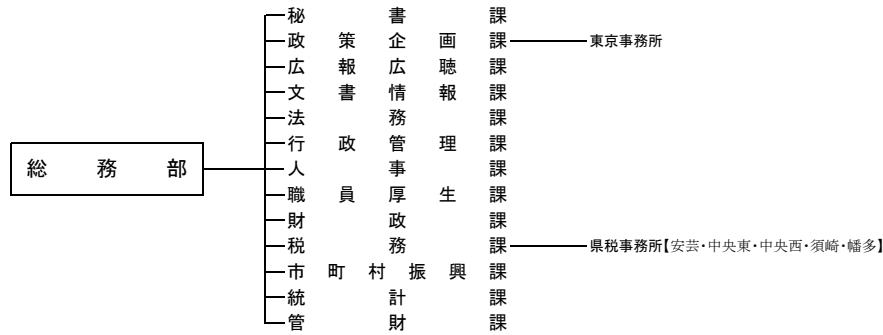 秘書課
政策企画課 東京事務所
広報広聴課
文書情報課
法務課
行政管理課
総務部 人事課
職員厚生課
財政課
税務課 県税事務所【安芸・中央東・中央西・須崎・幡多】
市町村振興課
統計課
管財課